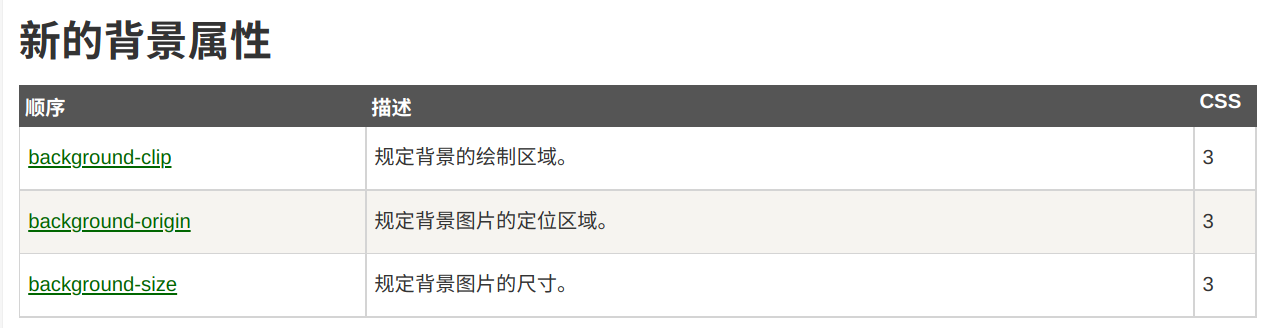 新的背景属性
顺序 描述 CSS
background-clip 规定背景的绘制区域。 3
background-origin 规定背景图片的定位区域。 3
background-size 规定背景图片的尺寸。 3